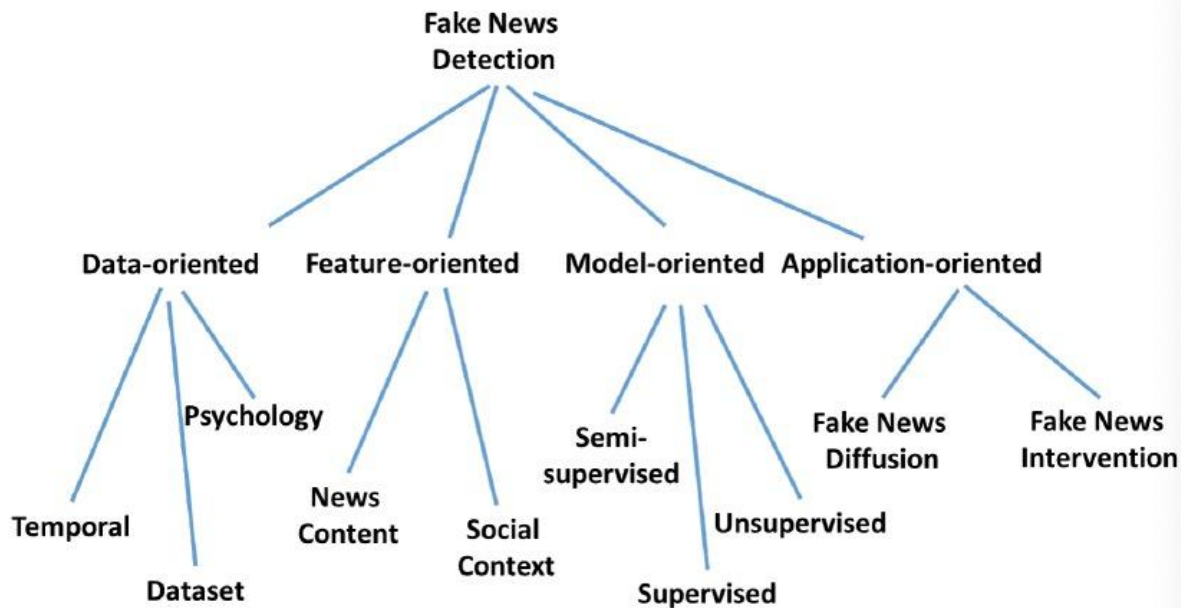 Fake News
Detection
Data-oriented
Feature-oriented
Model-oriented
Application-oriented
Psychology
Temporal
Dataset
News
Content
Social
Context
Semi-
supervised
Unsupervised
Supervised
Fake News
Diffusion
Fake News
Intervention